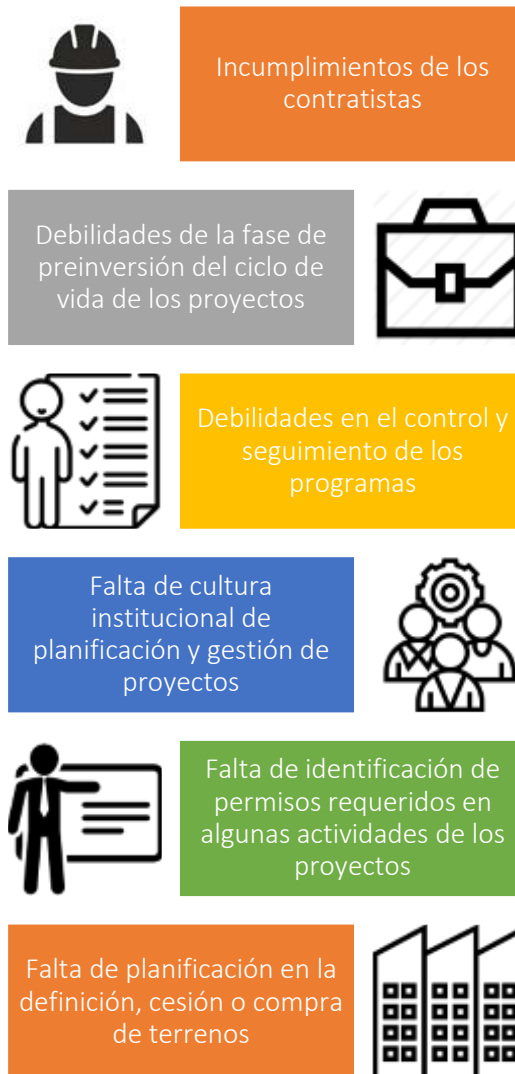 Incumplimientos de los
contratistas
Debilidades de la fase de
preinversión del ciclo de
vida de los proyectos
Debilidades en el control y
seguimiento de los
programas
Falta de cultura
institucional de
planificación y gestión de
proyectos
Falta de identificación de
permisos requeridos en
algunas actividades de los
proyectos
Falta de planificación en la
definición, cesión o compra
de terrenos